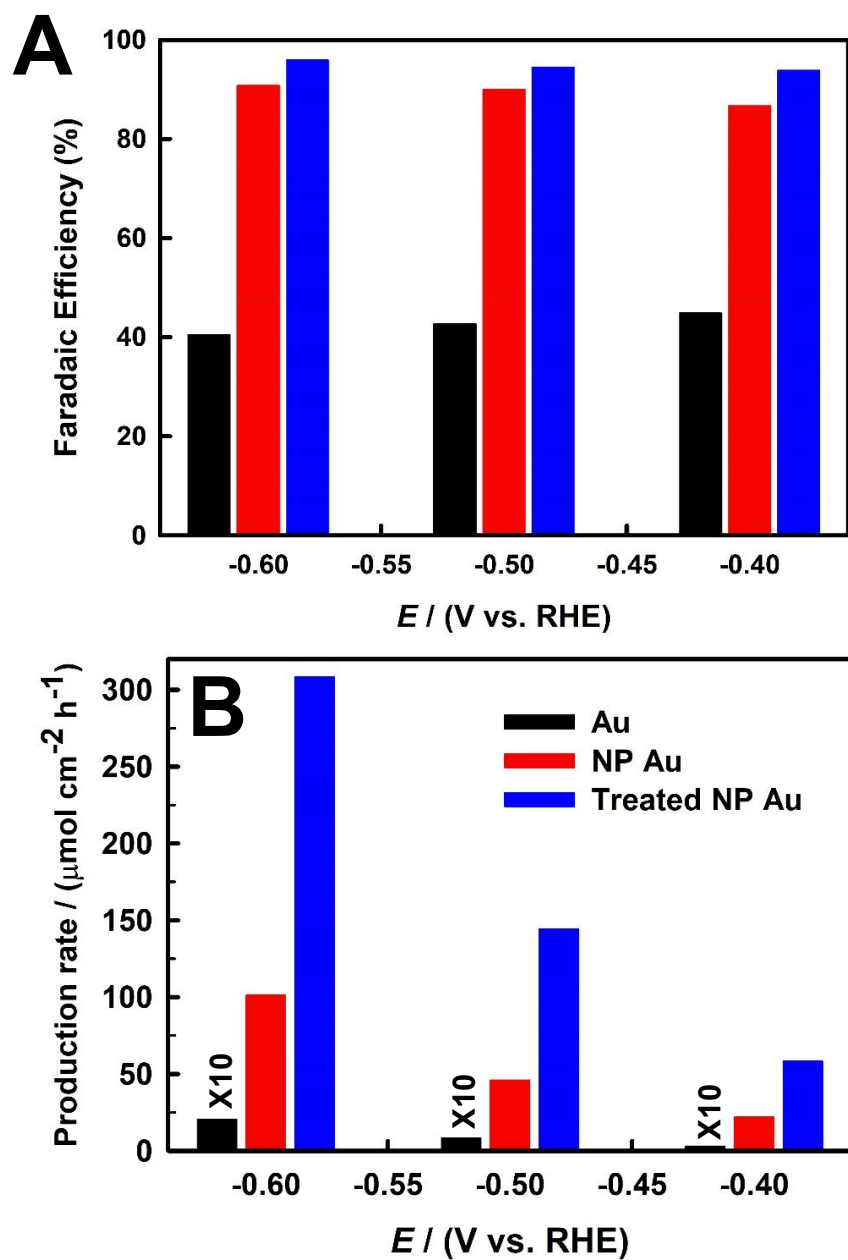 A
100
80
60
40
20
0
Faradaic Efficiency (%)
-0.60 -0.55 -0.50 -0.45 -0.40
E / (V vs. RHE)
B
300
250
200
150
100
50
0
Production rate / (μmol cm⁻² h⁻¹)
Au
NP Au
Treated NP Au
X10
X10
X10
-0.60 -0.55 -0.50 -0.45 -0.40
E / (V vs. RHE)